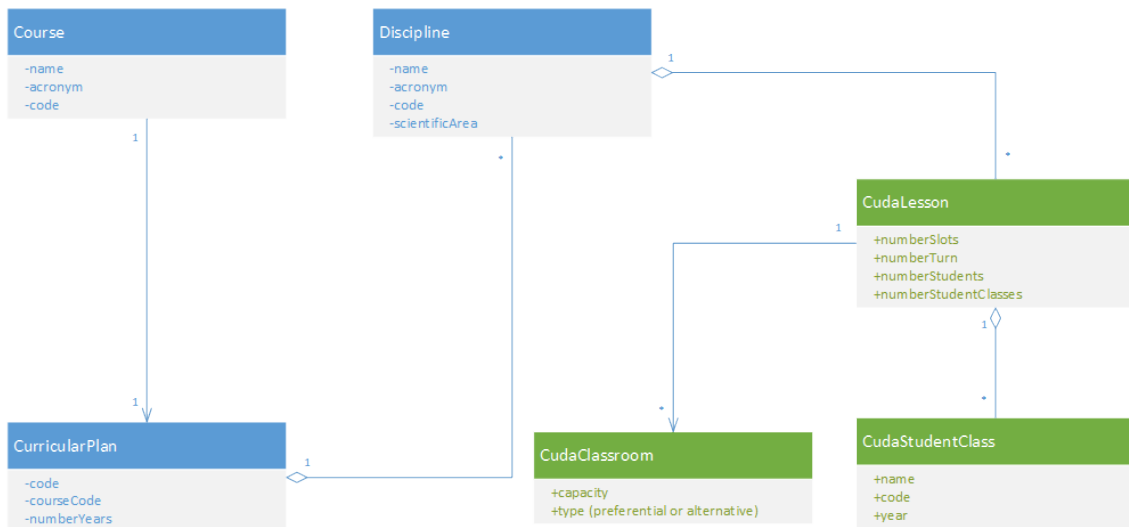 Course
-name
-acronym
-code
Discipline
-name
-acronym
-code
-scientificArea
1
*
1
*
CudaLesson
+numberSlots
+numberTurn
+numberStudents
+numberStudentClasses
1
1
*
1
*
CurricularPlan
-code
-courseCode
-numberYears
1
1
CudaClassroom
+capacity
+type (preferential or alternative)
*
CudaStudentClass
+name
+code
+year